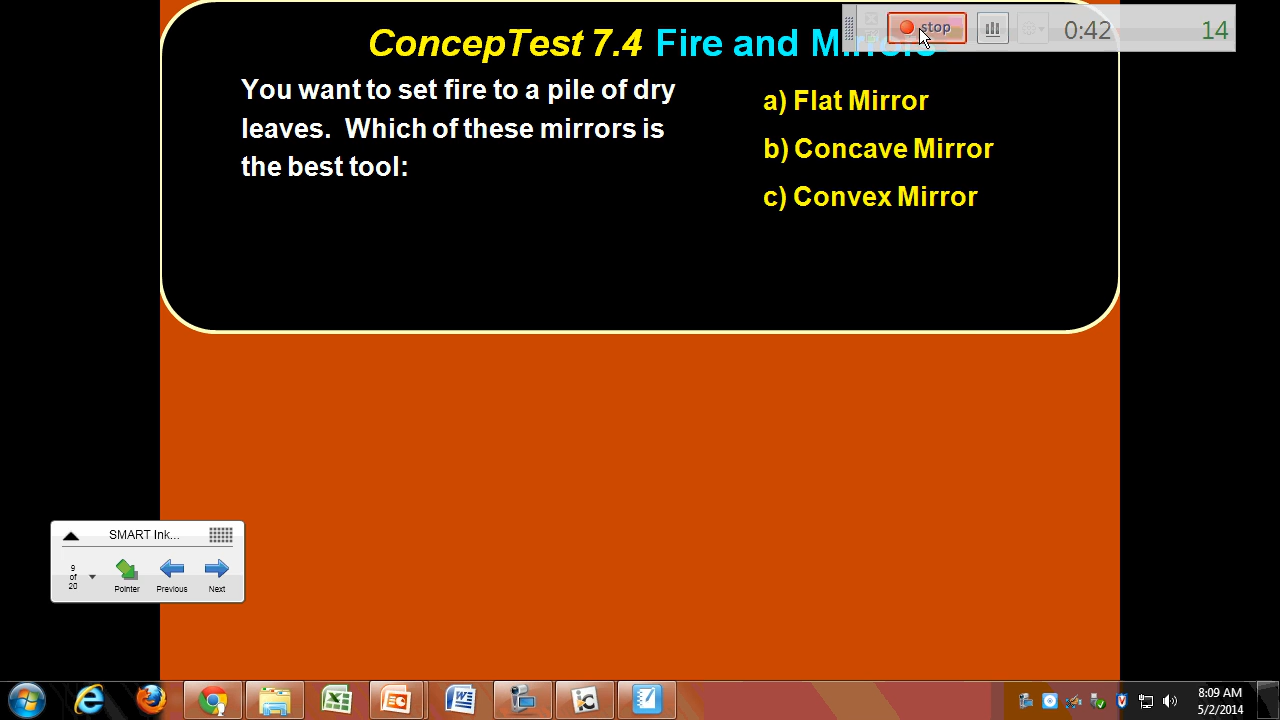 ConcepTest 7.4 Fire and
stop
0:42
14
You want to set fire to a pile of dry
leaves. Which of these mirrors is
the best tool:
a) Flat Mirror
b) Concave Mirror
c) Convex Mirror
SMART Ink...
9
of
20
Pointer
Previous
Next
8:09 AM
5/2/2014